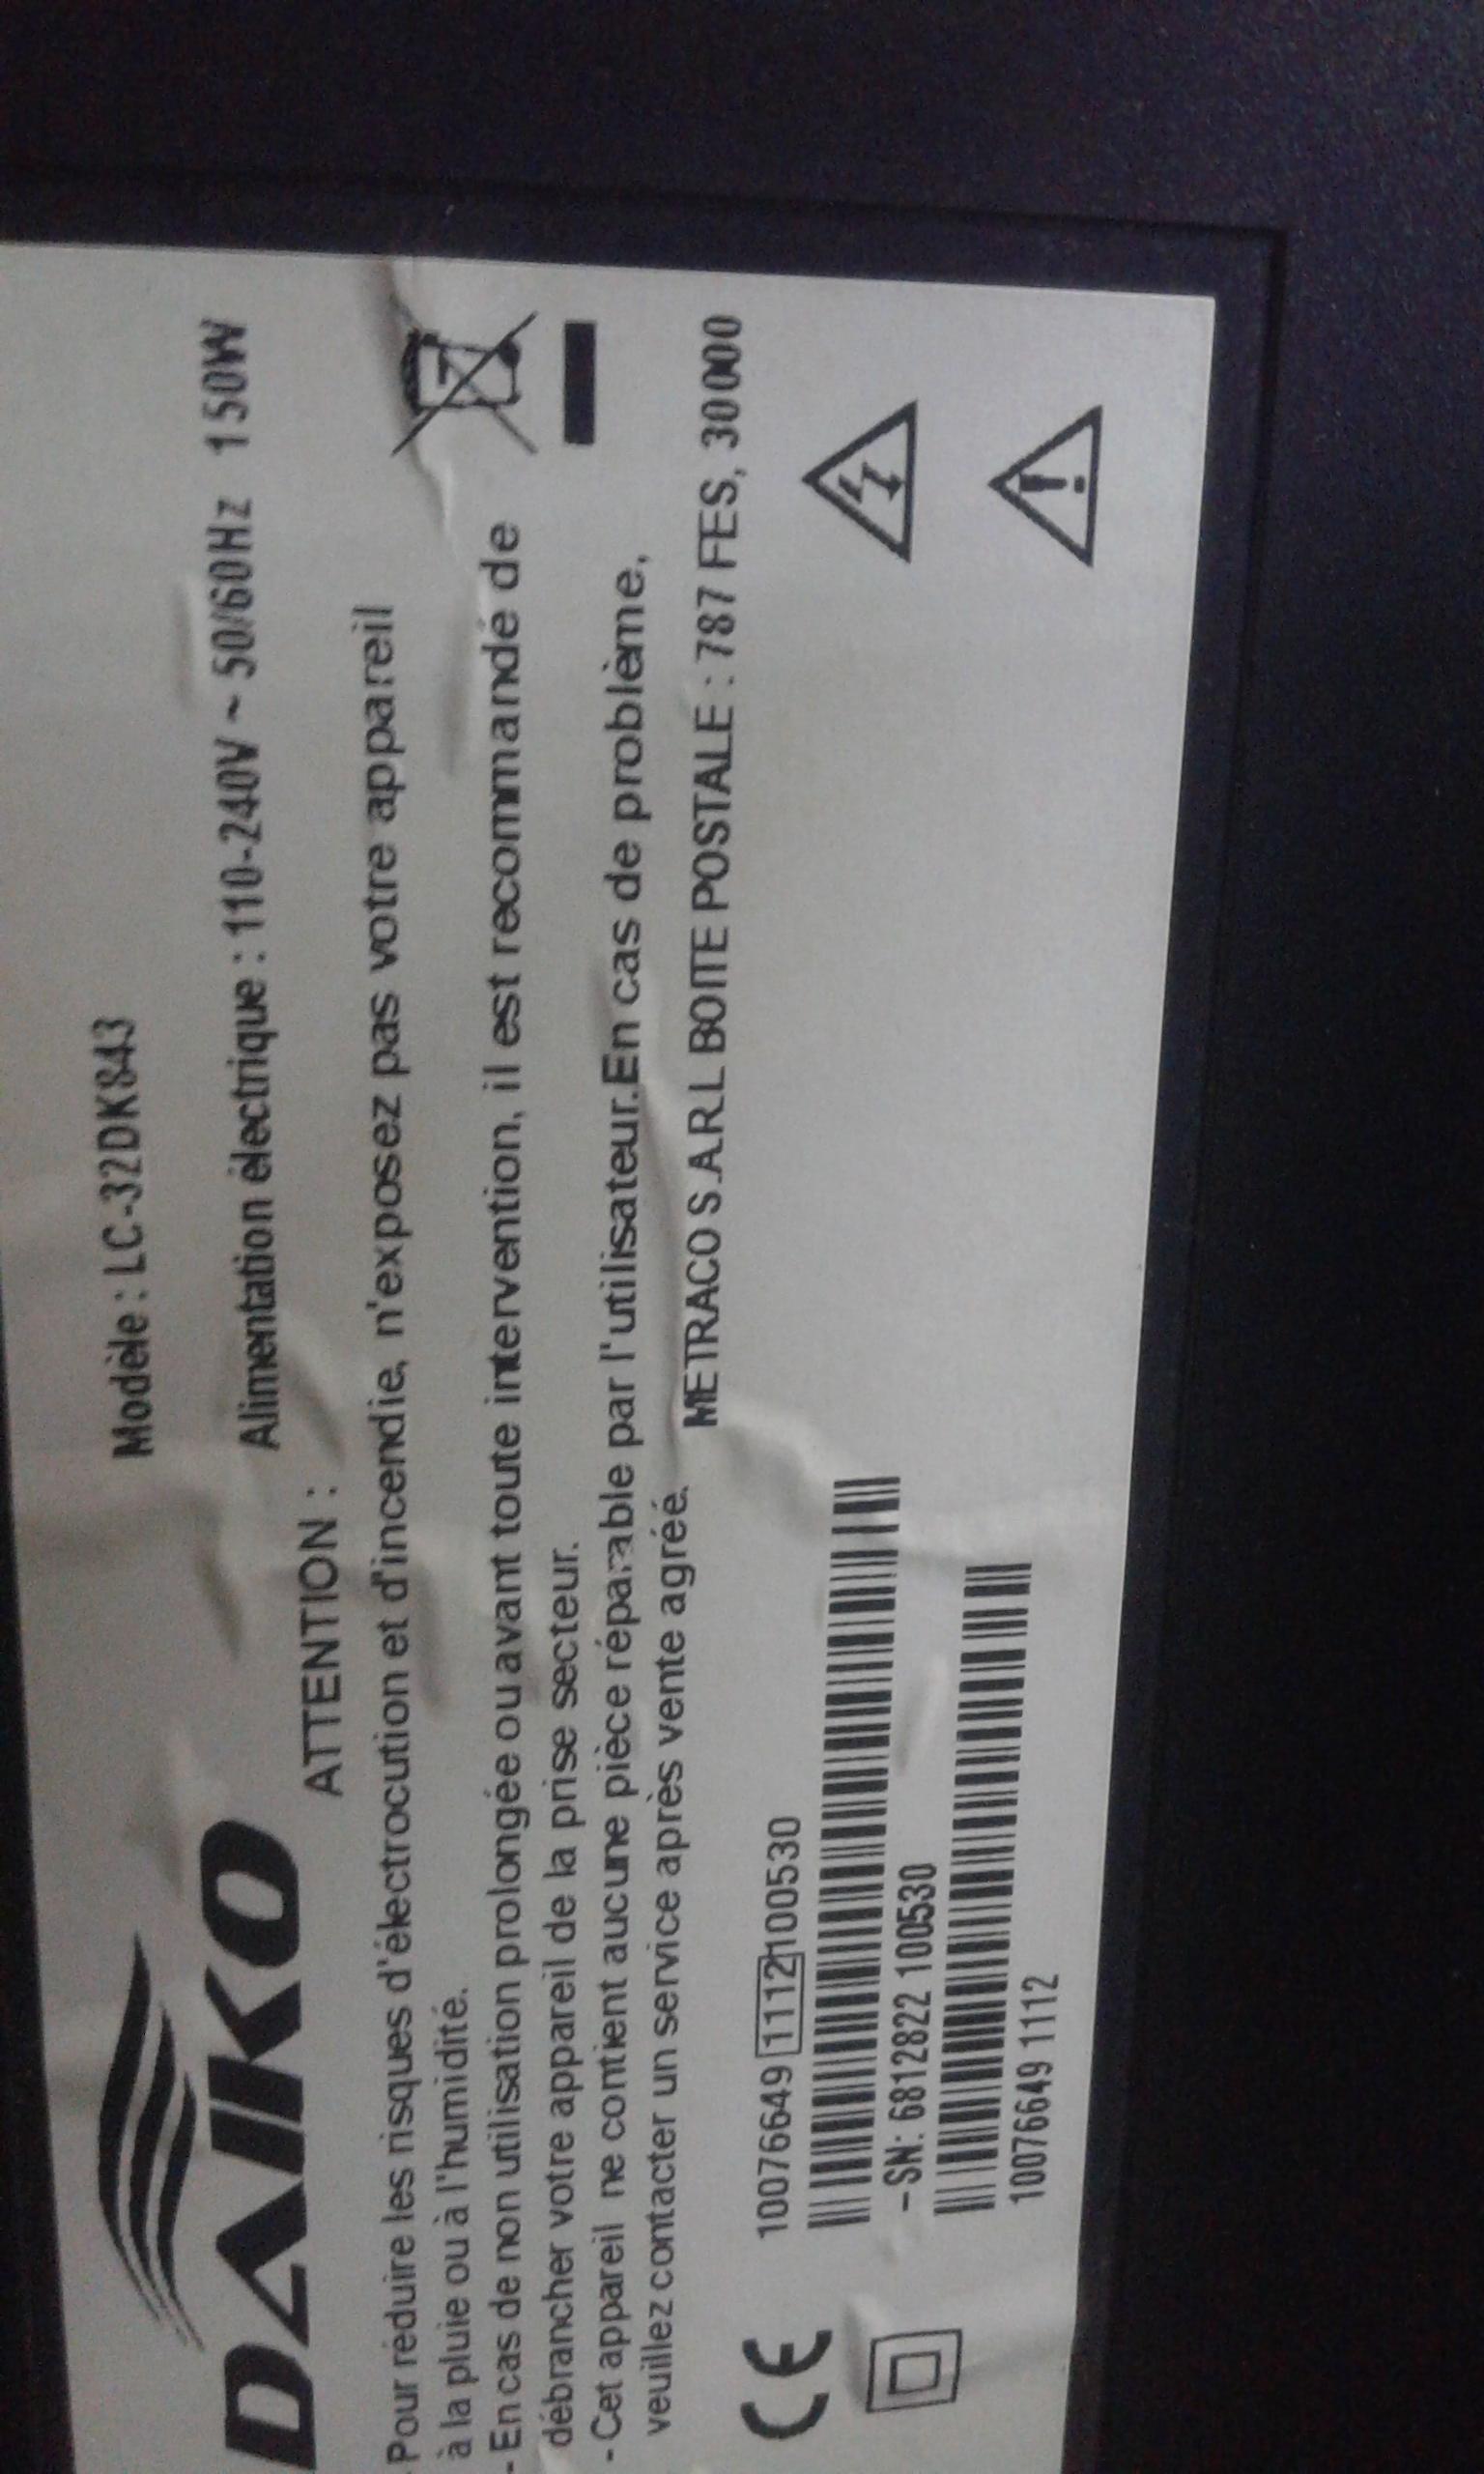 DAIKO
Modèle : LC-32DK843
Alimentation électrique : 110-240V ~ 50/60Hz 150W
ATTENTION :
Pour réduire les risques d'électrocution et d'incendie, n'exposez pas votre appareil
à la pluie ou à l'humidité.
- En cas de non utilisation prolongée ou avant toute intervention, il est recommandé de
débrancher votre appareil de la prise secteur.
- Cet appareil ne contient aucune pièce réparable par l'utilisateur.En cas de problème,
veuillez contacter un service après vente agréé.
METRACO S.A.R.L BOITE POSTALE : 787 FES, 30000
CE
10076649 1112100530
-SN: 6812822 100530
10076649 1112